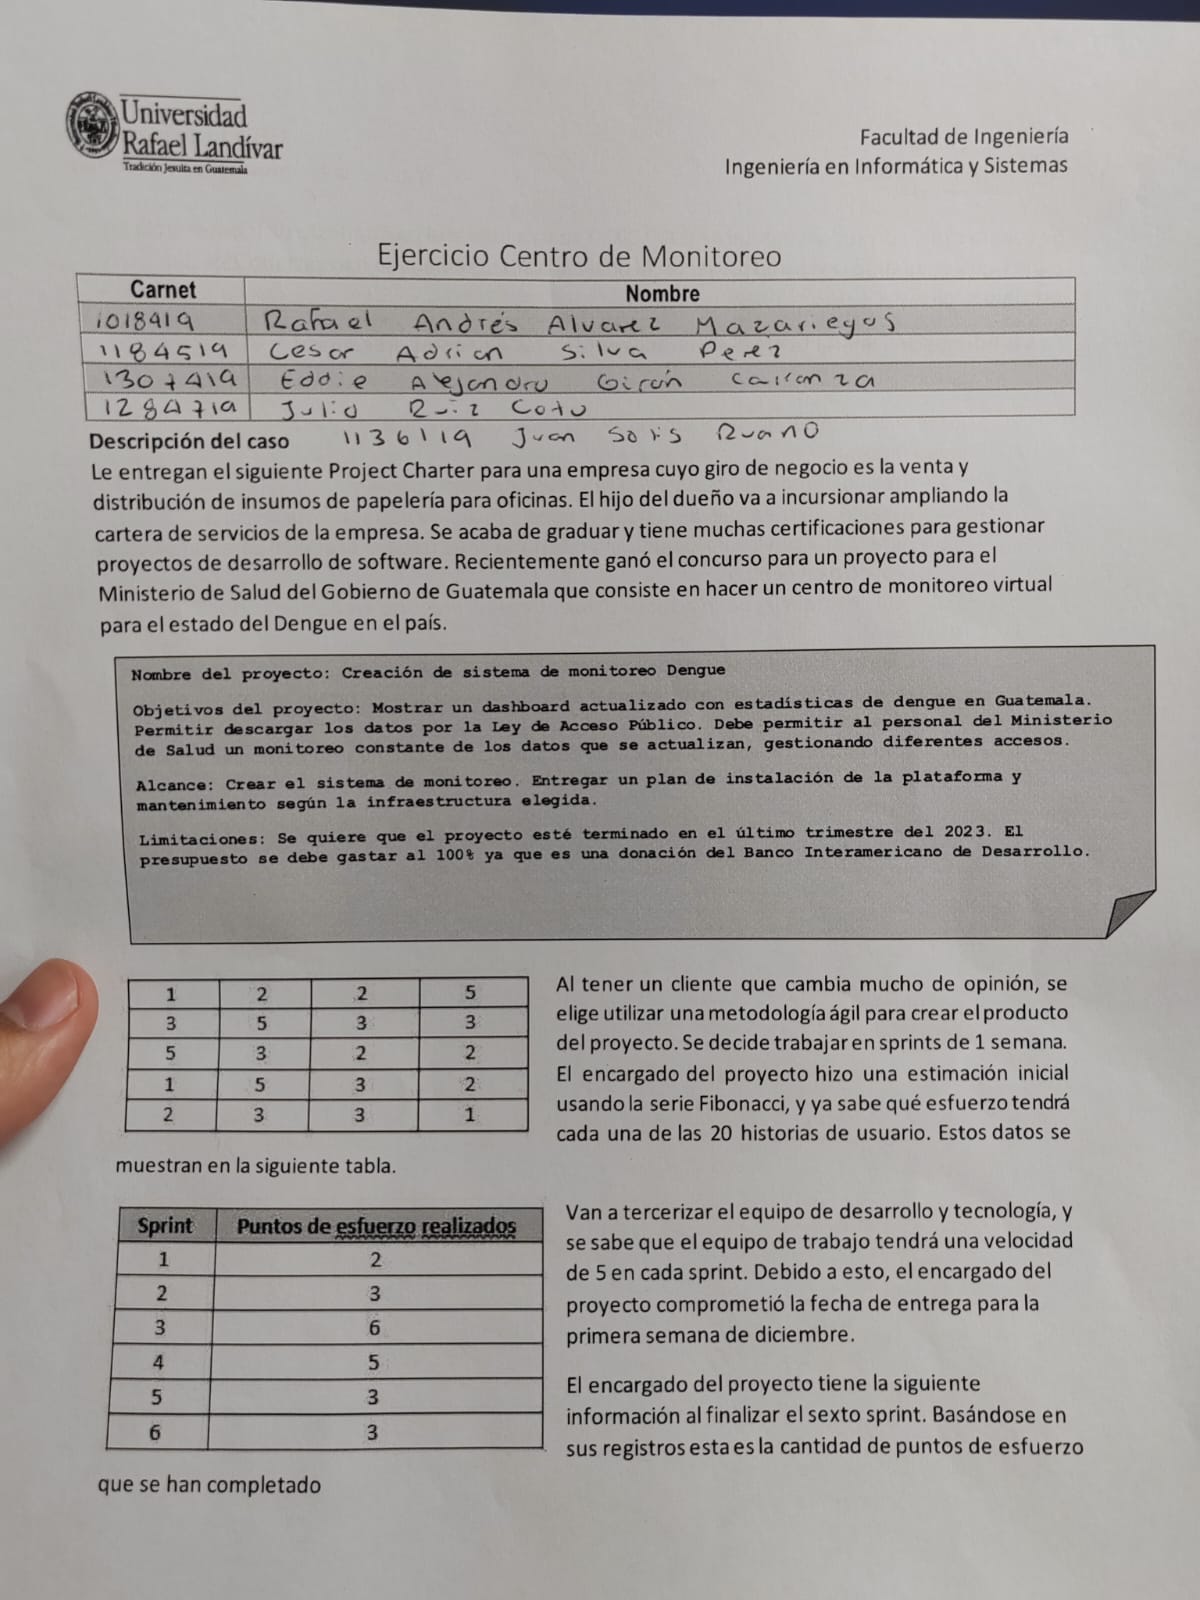 Universidad
Rafael Landívar
Tradición Jesuita en Guatemala
Facultad de Ingeniería
Ingeniería en Informática y Sistemas
Ejercicio Centro de Monitoreo
Carnet Nombre
1018919 Rafael Andrés Alvarez Mazariegos
1184519 Cesar Adrian Silva Perez
1307419 Eddie Alejandro Girón Carranza
1284719 Julio Ruiz Coto
Descripción del caso 1136119 Juan Solis Ruano
Le entregan el siguiente Project Charter para una empresa cuyo giro de negocio es la venta y
distribución de insumos de papelería para oficinas. El hijo del dueño va a incursionar ampliando la
cartera de servicios de la empresa. Se acaba de graduar y tiene muchas certificaciones para gestionar
proyectos de desarrollo de software. Recientemente ganó el concurso para un proyecto para el
Ministerio de Salud del Gobierno de Guatemala que consiste en hacer un centro de monitoreo virtual
para el estado del Dengue en el país.
Nombre del proyecto: Creación de sistema de monitoreo Dengue
Objetivos del proyecto: Mostrar un dashboard actualizado con estadísticas de dengue en Guatemala.
Permitir descargar los datos por la Ley de Acceso Público. Debe permitir al personal del Ministerio
de Salud un monitoreo constante de los datos que se actualizan, gestionando diferentes accesos.
Alcance: Crear el sistema de monitoreo. Entregar un plan de instalación de la plataforma y
mantenimiento según la infraestructura elegida.
Limitaciones: Se quiere que el proyecto esté terminado en el último trimestre del 2023. El
presupuesto se debe gastar al 100% ya que es una donación del Banco Interamericano de Desarrollo.
1 2 2 5
3 5 3 3
5 3 2 2
1 5 3 2
2 3 3 1
Al tener un cliente que cambia mucho de opinión, se
elige utilizar una metodología ágil para crear el producto
del proyecto. Se decide trabajar en sprints de 1 semana.
El encargado del proyecto hizo una estimación inicial
usando la serie Fibonacci, y ya sabe qué esfuerzo tendrá
cada una de las 20 historias de usuario. Estos datos se
muestran en la siguiente tabla.
Sprint Puntos de esfuerzo realizados
1 2
2 3
3 6
4 5
5 3
6 3
Van a tercerizar el equipo de desarrollo y tecnología, y
se sabe que el equipo de trabajo tendrá una velocidad
de 5 en cada sprint. Debido a esto, el encargado del
proyecto comprometió la fecha de entrega para la
primera semana de diciembre.
El encargado del proyecto tiene la siguiente
información al finalizar el sexto sprint. Basándose en
sus registros esta es la cantidad de puntos de esfuerzo
que se han completado